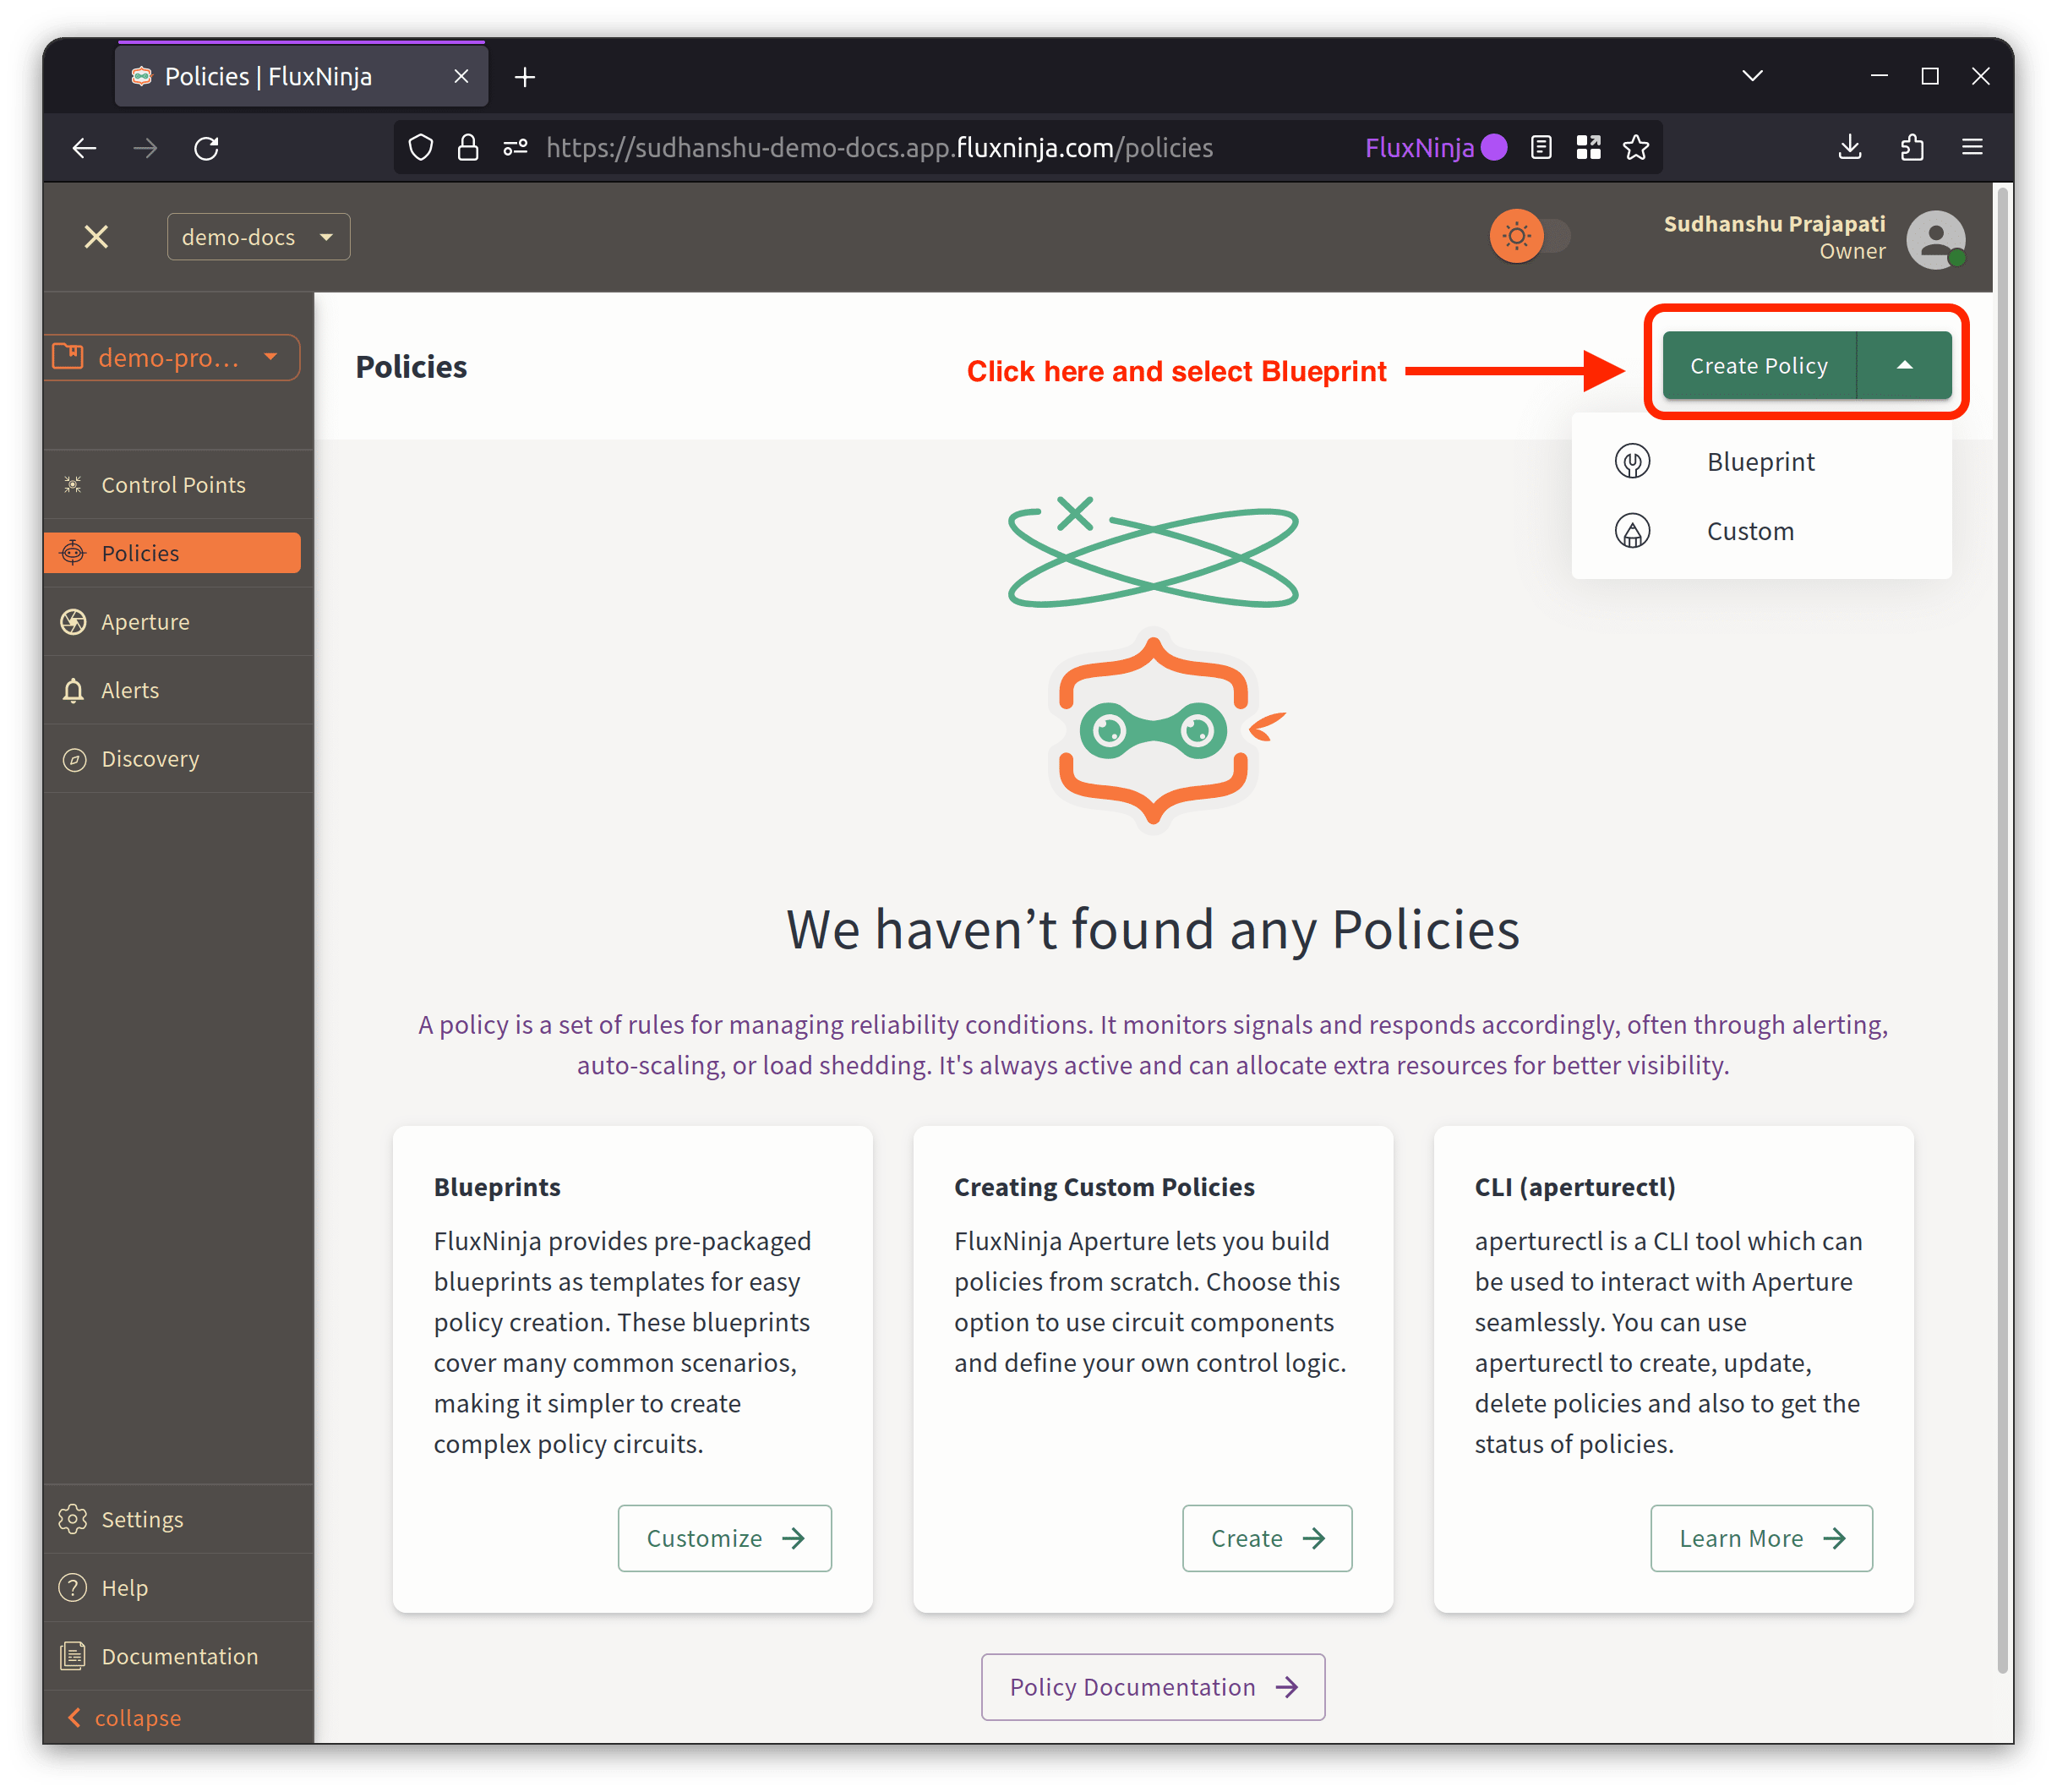 Policies | FluxNinja
https://sudhanshu-demo-docs.app.fluxninja.com/policies
FluxNinja
demo-docs
Sudhanshu Prajapati
Owner
demo-pro...
Policies
Click here and select Blueprint
Create Policy
Blueprint
Custom
Control Points
Policies
Aperture
Alerts
Discovery
We haven’t found any Policies
A policy is a set of rules for managing reliability conditions. It monitors signals and responds accordingly, often through alerting,
auto-scaling, or load shedding. It's always active and can allocate extra resources for better visibility.
Blueprints
FluxNinja provides pre-packaged
blueprints as templates for easy
policy creation. These blueprints
cover many common scenarios,
making it simpler to create
complex policy circuits.
Customize
Creating Custom Policies
FluxNinja Aperture lets you build
policies from scratch. Choose this
option to use circuit components
and define your own control logic.
Create
CLI (aperturectl)
aperturectl is a CLI tool which can
be used to interact with Aperture
seamlessly. You can use
aperturectl to create, update,
delete policies and also to get the
status of policies.
Learn More
Policy Documentation
Settings
Help
Documentation
collapse